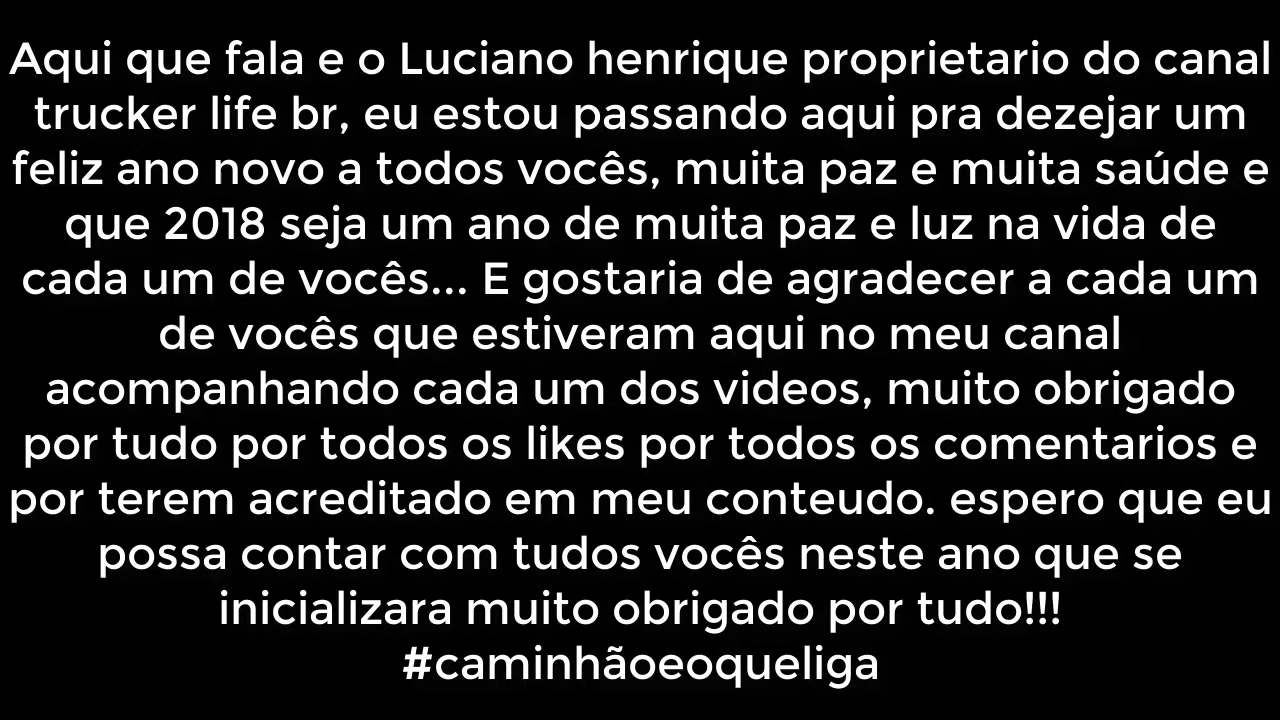 Aqui que fala e o Luciano henrique proprietario do canal
trucker life br, eu estou passando aqui pra dezejar um
feliz ano novo a todos vocês, muita paz e muita saúde e
que 2018 seja um ano de muita paz e luz na vida de
cada um de vocês... E gostaria de agradecer a cada um
de vocês que estiveram aqui no meu canal
acompanhando cada um dos videos, muito obrigado
por tudo por todos os likes por todos os comentarios e
por terem acreditado em meu conteudo. espero que eu
possa contar com tudos vocês neste ano que se
inicializara muito obrigado por tudo!!!
#caminhãoeoqueliga